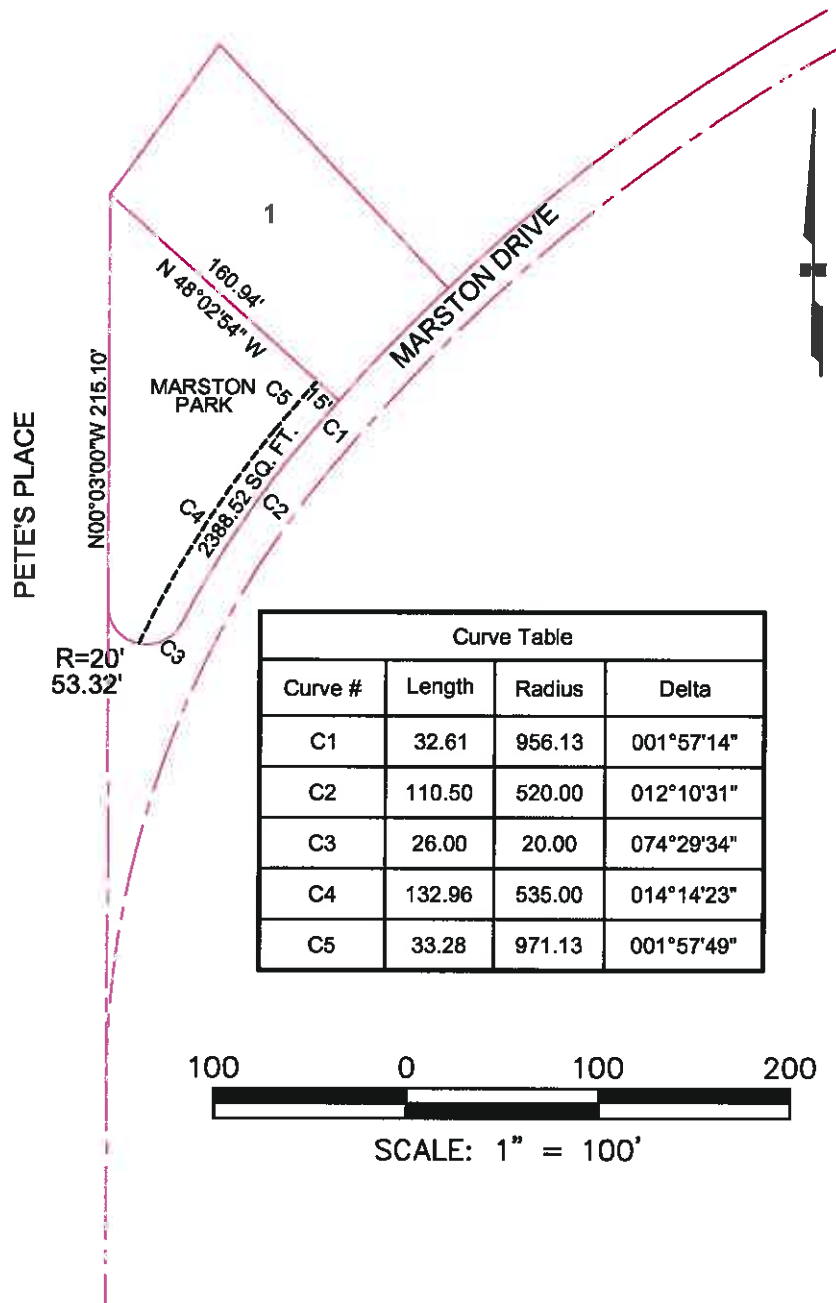 1
MARSTON DRIVE
160.94'
N 48°02'54" W
MARSTON
PARK
C5
15'
C1
N00°03'00"W 215.10'
PETE'S PLACE
2388.52 SQ. FT.
C4
C2
C3
R=20'
53.32'
Curve Table
Curve # Length Radius Delta
C1 32.61 956.13 001°57'14"
C2 110.50 520.00 012°10'31"
C3 26.00 20.00 074°29'34"
C4 132.96 535.00 014°14'23"
C5 33.28 971.13 001°57'49"
100 0 100 200
SCALE: 1" = 100'